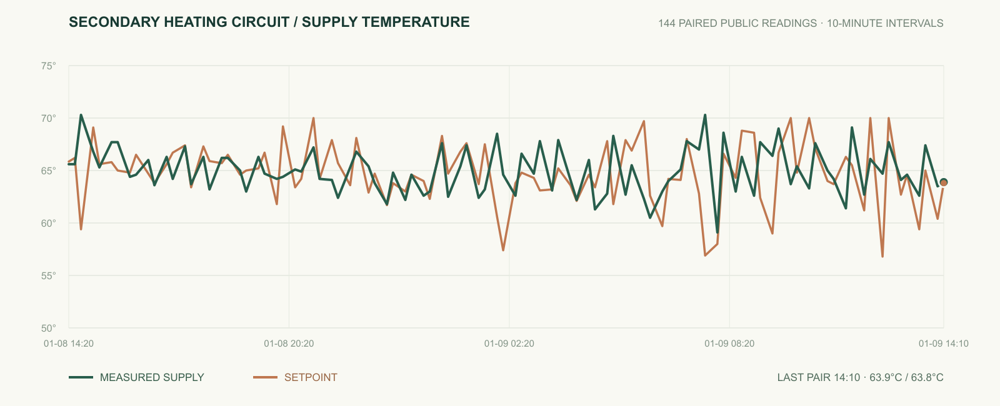 SECONDARY HEATING CIRCUIT / SUPPLY TEMPERATURE
144 PAIRED PUBLIC READINGS · 10-MINUTE INTERVALS
75°
70°
65°
60°
55°
50°
01-08 14:20
01-08 20:20
01-09 02:20
01-09 08:20
01-09 14:10
MEASURED SUPPLY
SETPOINT
LAST PAIR 14:10 · 63.9°C / 63.8°C